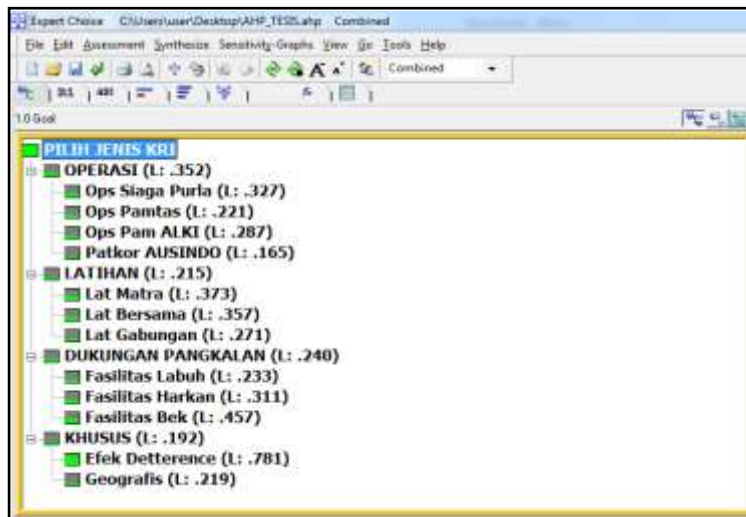 Expert Choice C:\Users\user\Desktop\AHP_TESIS.ahp Combined
File Edit Assessment Synthesize Sensitivity-Graphs View Go Tools Help
Combined
ABC
1.0 Goal
PILIH JENIS KRI
OPERASI (L: .352)
Ops Siaga Purla (L: .327)
Ops Pamtas (L: .221)
Ops Pam ALKI (L: .287)
Patkor AUSINDO (L: .165)
LATIHAN (L: .215)
Lat Matra (L: .373)
Lat Bersama (L: .357)
Lat Gabungan (L: .271)
DUKUNGAN PANGKALAN (L: .240)
Fasilitas Labuh (L: .233)
Fasilitas Harkan (L: .311)
Fasilitas Bek (L: .457)
KHUSUS (L: .192)
Efek Detterence (L: .781)
Geografis (L: .219)